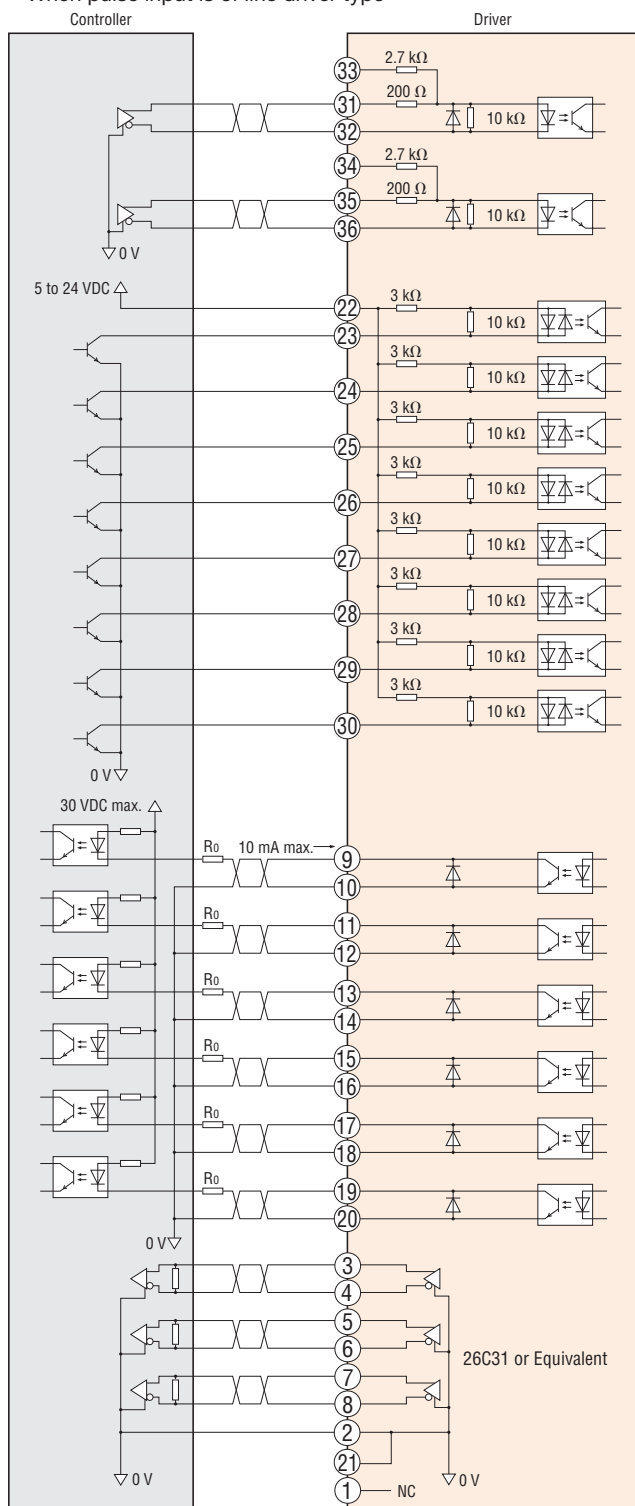 When pulse input is of line driver type
Controller
Driver
33
2.7 kΩ
31
200 Ω
32
10 kΩ
34
2.7 kΩ
35
200 Ω
36
10 kΩ
0 V
5 to 24 VDC
22
3 kΩ
23
10 kΩ
3 kΩ
24
10 kΩ
3 kΩ
25
10 kΩ
3 kΩ
26
10 kΩ
3 kΩ
27
10 kΩ
3 kΩ
28
10 kΩ
3 kΩ
29
10 kΩ
3 kΩ
30
10 kΩ
0 V
30 VDC max.
R0
10 mA max.
9
10
R0
11
12
R0
13
14
R0
15
16
R0
17
18
R0
19
20
0 V
3
4
5
6
26C31 or Equivalent
7
8
2
21
0 V
0 V
1
NC